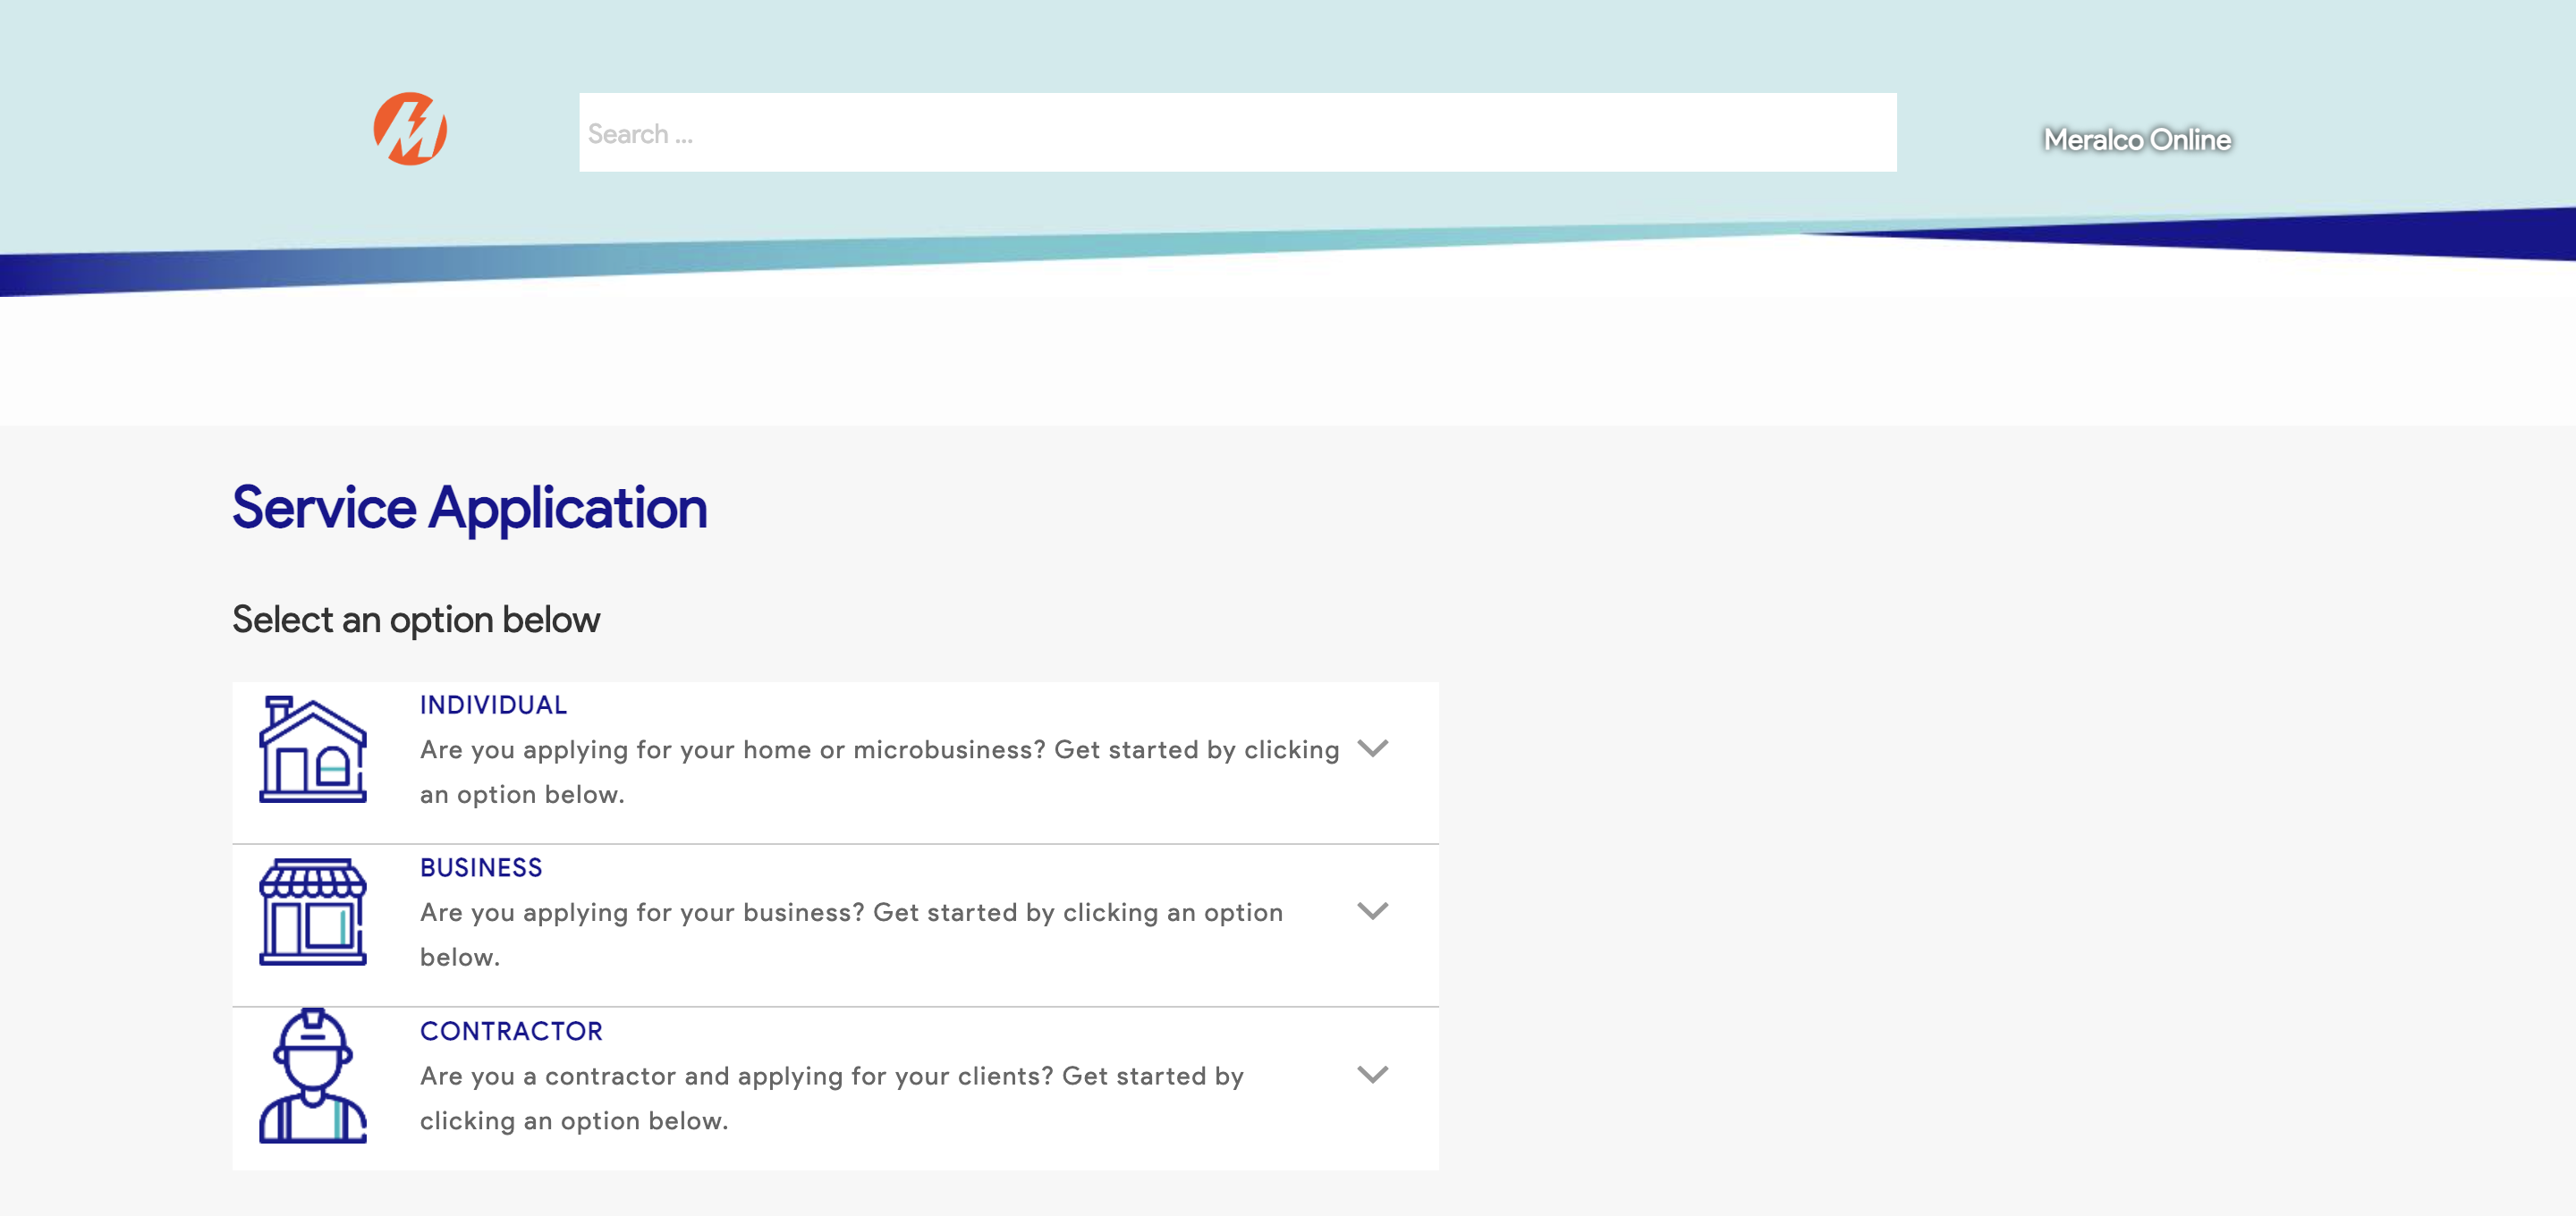 Search ...
Meralco Online
Service Application
Select an option below
INDIVIDUAL
Are you applying for your home or microbusiness? Get started by clicking
an option below.
BUSINESS
Are you applying for your business? Get started by clicking an option
below.
CONTRACTOR
Are you a contractor and applying for your clients? Get started by
clicking an option below.